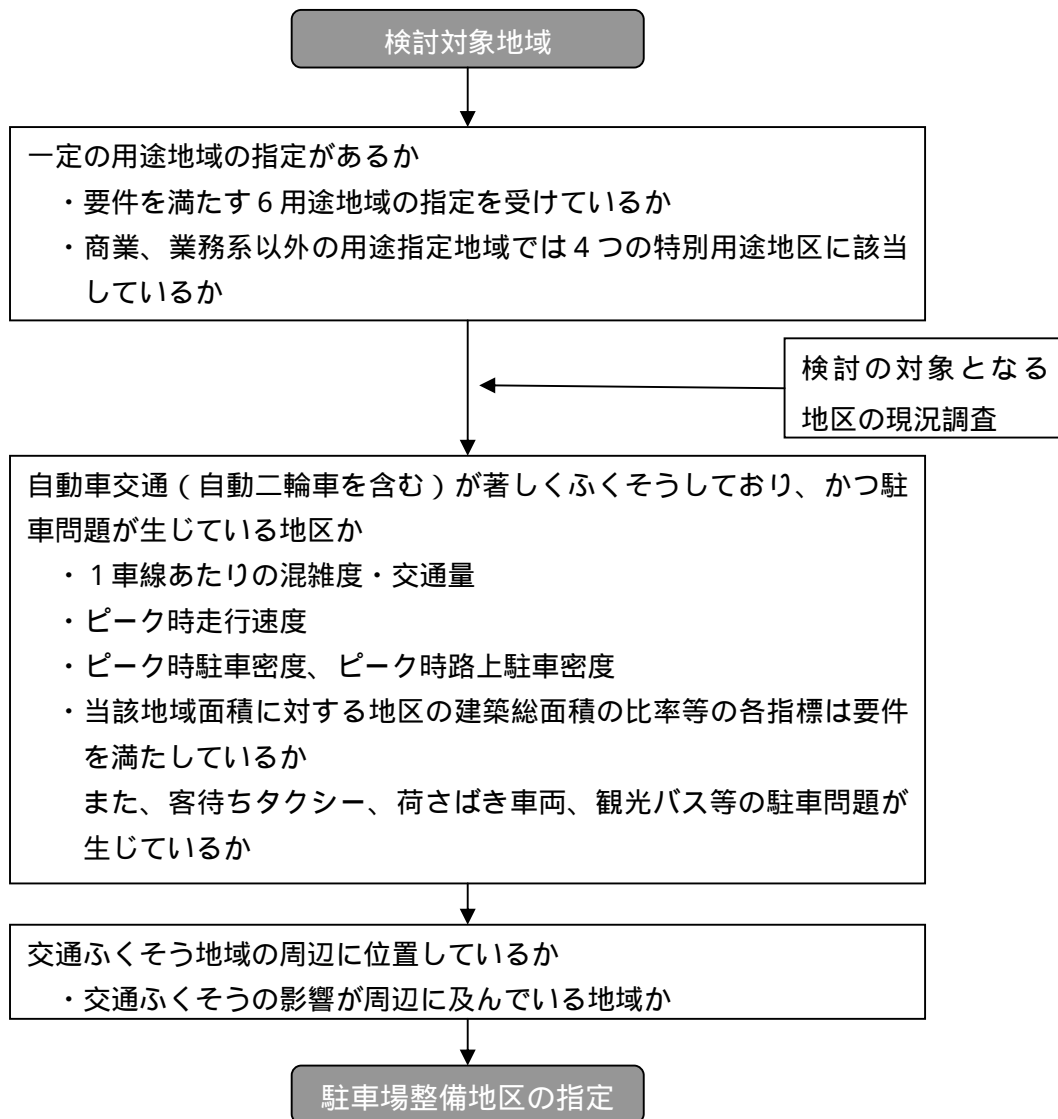 検討対象地域
一定の用途地域の指定があるか
・要件を満たす６用途地域の指定を受けているか
・商業、業務系以外の用途指定地域では４つの特別用途地区に該当
しているか
検討の対象となる
地区の現況調査
自動車交通（自動二輪車を含む）が著しくふくそうしており、かつ駐
車問題が生じている地区か
・１車線あたりの混雑度・交通量
・ピーク時走行速度
・ピーク時駐車密度、ピーク時路上駐車密度
・当該地域面積に対する地区の建築総面積の比率等の各指標は要件
を満たしているか
また、客待ちタクシー、荷さばき車両、観光バス等の駐車問題が
生じているか
交通ふくそう地域の周辺に位置しているか
・交通ふくそうの影響が周辺に及んでいる地域か
駐車場整備地区の指定